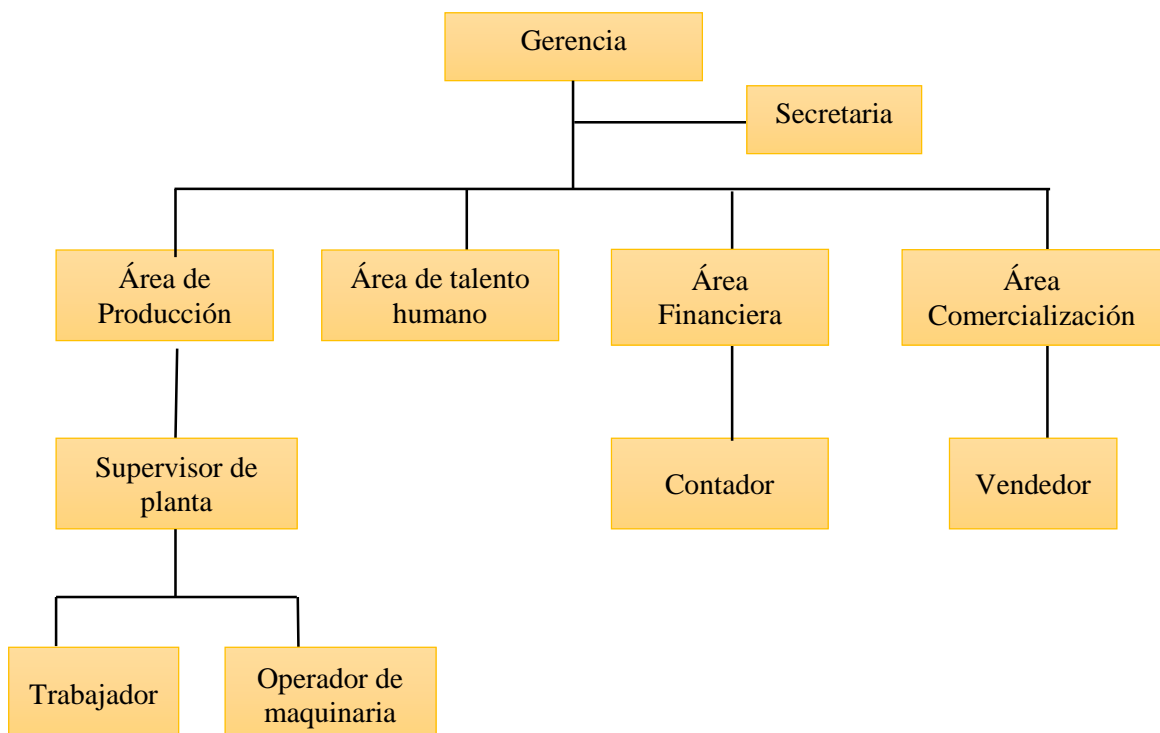 Gerencia
Secretaria
Área de
Producción
Área de talento
humano
Área
Financiera
Área
Comercialización
Supervisor de
planta
Contador
Vendedor
Trabajador
Operador de
maquinaria